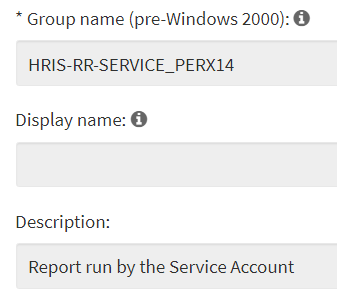 * Group name (pre-Windows 2000):
HRIS-RR-SERVICE_PERX14
Display name:
Description:
Report run by the Service Account